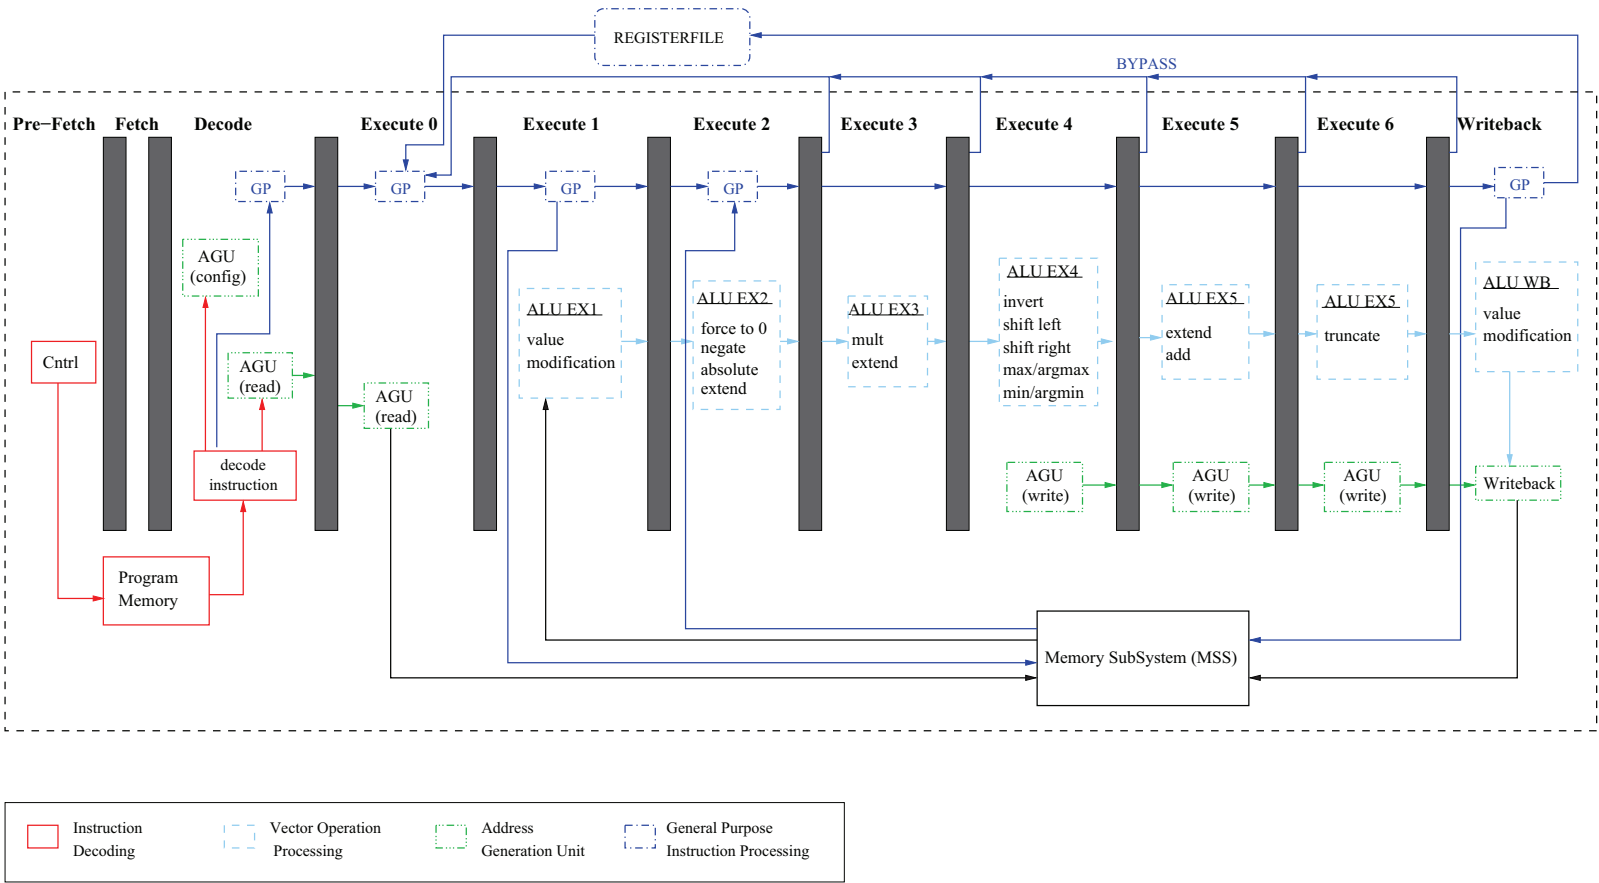 REGISTERFILE
BYPASS
Pre−Fetch
Fetch
Decode
Execute 0
Execute 1
Execute 2
Execute 3
Execute 4
Execute 5
Execute 6
Writeback
GP
GP
GP
GP
GP
AGU
(config)
Cntrl
AGU
(read)
AGU
(read)
decode
instruction
Program
Memory
ALU EX1
value
modification
ALU EX2
force to 0
negate
absolute
extend
ALU EX3
mult
extend
ALU EX4
invert
shift left
shift right
max/argmax
min/argmin
ALU EX5
extend
add
ALU EX5
truncate
ALU WB
value
modification
AGU
(write)
AGU
(write)
AGU
(write)
Writeback
Memory SubSystem (MSS)
Instruction
Decoding
Vector Operation
Processing
Address
Generation Unit
General Purpose
Instruction Processing